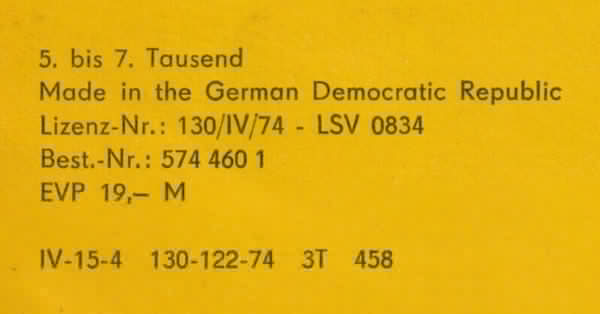 5. bis 7. Tausend
Made in the German Democratic Republic
Lizenz-Nr.: 130/IV/74 - LSV 0834
Best.-Nr.: 574 460 1
EVP 19,– M
IV-15-4 130-122-74 3T 458